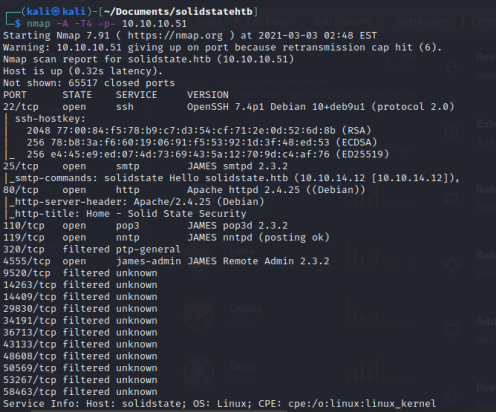 (kali㉿kali)-[~/Documents/solidstatehtb]
$ nmap -A -T4 -p- 10.10.10.51
Starting Nmap 7.91 ( https://nmap.org ) at 2021-03-03 02:48 EST
Warning: 10.10.10.51 giving up on port because retransmission cap hit (6).
Nmap scan report for solidstate.htb (10.10.10.51)
Host is up (0.32s latency).
Not shown: 65517 closed ports
PORT STATE SERVICE VERSION
22/tcp open ssh OpenSSH 7.4p1 Debian 10+deb9u1 (protocol 2.0)
| ssh-hostkey:
| 2048 77:00:84:f5:78:b9:c7:d3:54:cf:71:2e:0d:52:6d:8b (RSA)
| 256 78:b8:3a:f6:60:19:06:91:f5:53:92:1d:3f:48:ed:53 (ECDSA)
|_ 256 e4:45:e9:ed:07:4d:73:69:43:5a:12:70:9d:c4:af:76 (ED25519)
25/tcp open smtp JAMES smtpd 2.3.2
|_smtp-commands: solidstate Hello solidstate.htb (10.10.14.12 [10.10.14.12]),
80/tcp open http Apache httpd 2.4.25 ((Debian))
|_http-server-header: Apache/2.4.25 (Debian)
|_http-title: Home - Solid State Security
110/tcp open pop3 JAMES pop3d 2.3.2
119/tcp open nntp JAMES nntpd (posting ok)
320/tcp filtered ptp-general
4555/tcp open james-admin JAMES Remote Admin 2.3.2
9520/tcp filtered unknown
14263/tcp filtered unknown
14409/tcp filtered unknown
29830/tcp filtered unknown
34191/tcp filtered unknown
36713/tcp filtered unknown
43133/tcp filtered unknown
48608/tcp filtered unknown
50569/tcp filtered unknown
53267/tcp filtered unknown
58463/tcp filtered unknown
Service Info: Host: solidstate; OS: Linux; CPE: cpe:/o:linux:linux_kernel